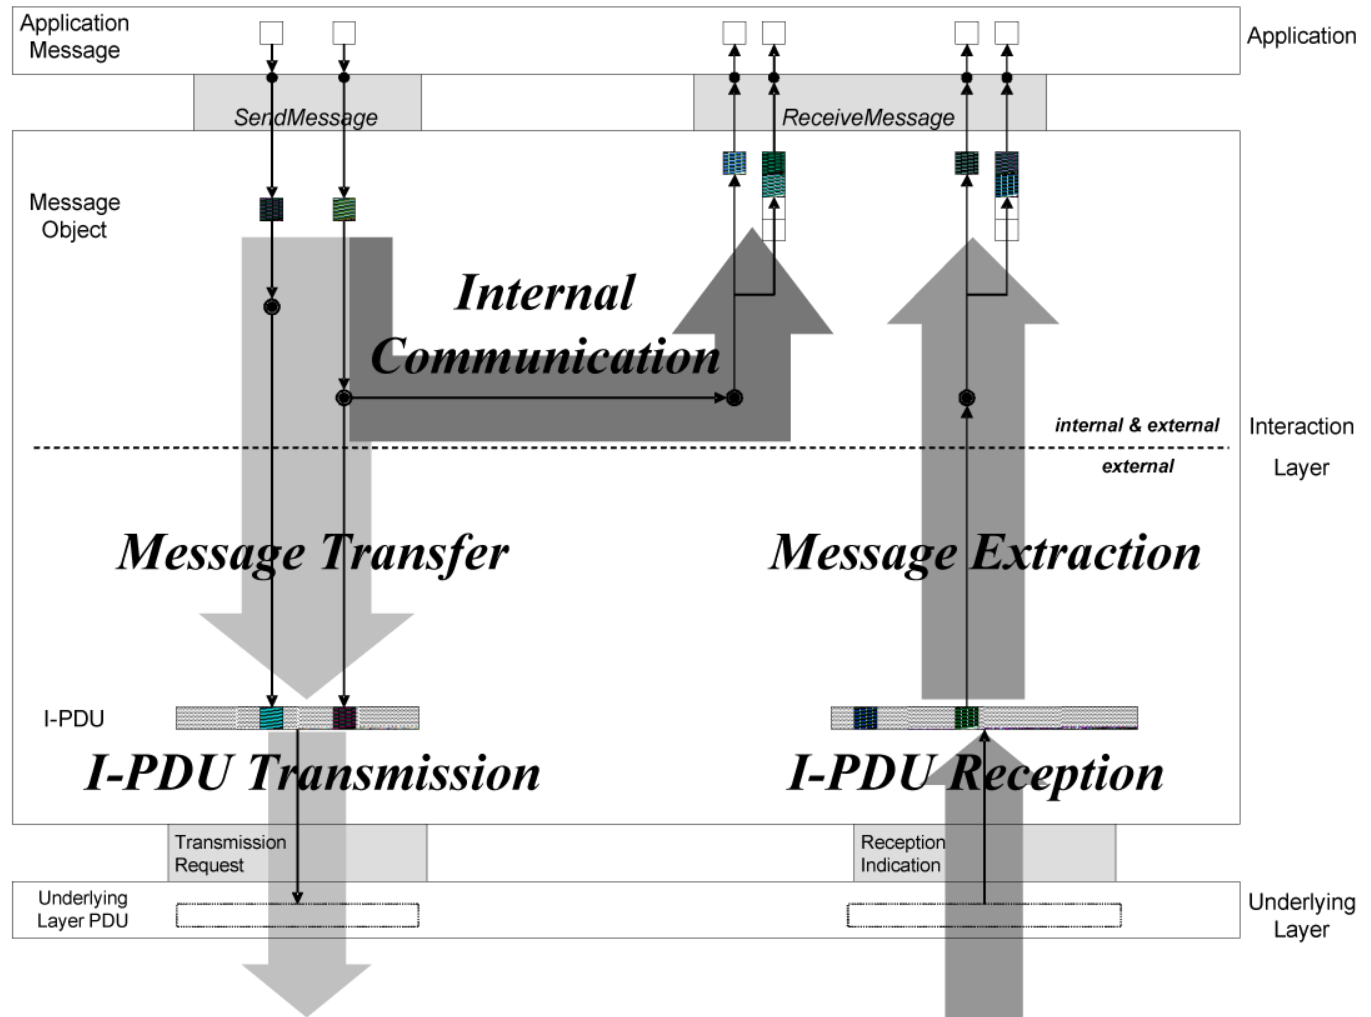 Application
Message
Application
SendMessage
ReceiveMessage
Message
Object
Internal
Communication
internal & external
external
Interaction
Layer
Message Transfer
Message Extraction
I-PDU
I-PDU Transmission
I-PDU Reception
Transmission
Request
Reception
Indication
Underlying
Layer PDU
Underlying
Layer